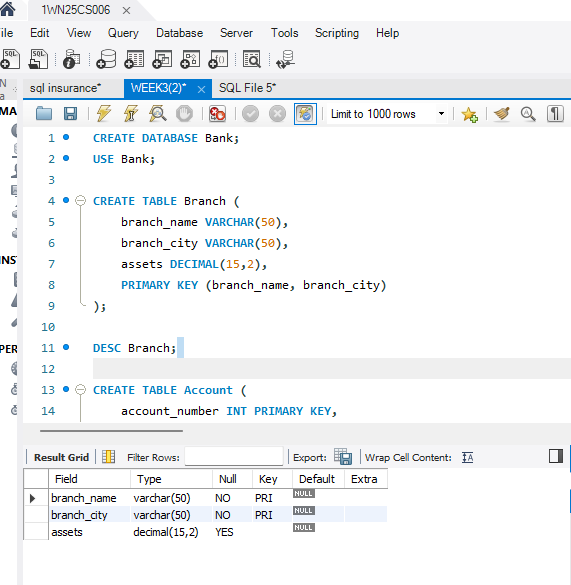 1WN25CS006
ile Edit View Query Database Server Tools Scripting Help
sql insurance* WEEK3(2)* SQL File 5*
Limit to 1000 rows
1 CREATE DATABASE Bank;
2 USE Bank;
3
4 CREATE TABLE Branch (
5 branch_name VARCHAR(50),
6 branch_city VARCHAR(50),
7 assets DECIMAL(15,2),
8 PRIMARY KEY (branch_name, branch_city)
9 );
10
11 DESC Branch;
12
13 CREATE TABLE Account (
14 account_number INT PRIMARY KEY,
N
a
MA
INS
PER
Result Grid Filter Rows: Export: Wrap Cell Content: IA
Field Type Null Key Default Extra
branch_name varchar(50) NO PRI NULL
branch_city varchar(50) NO PRI NULL
assets decimal(15,2) YES NULL